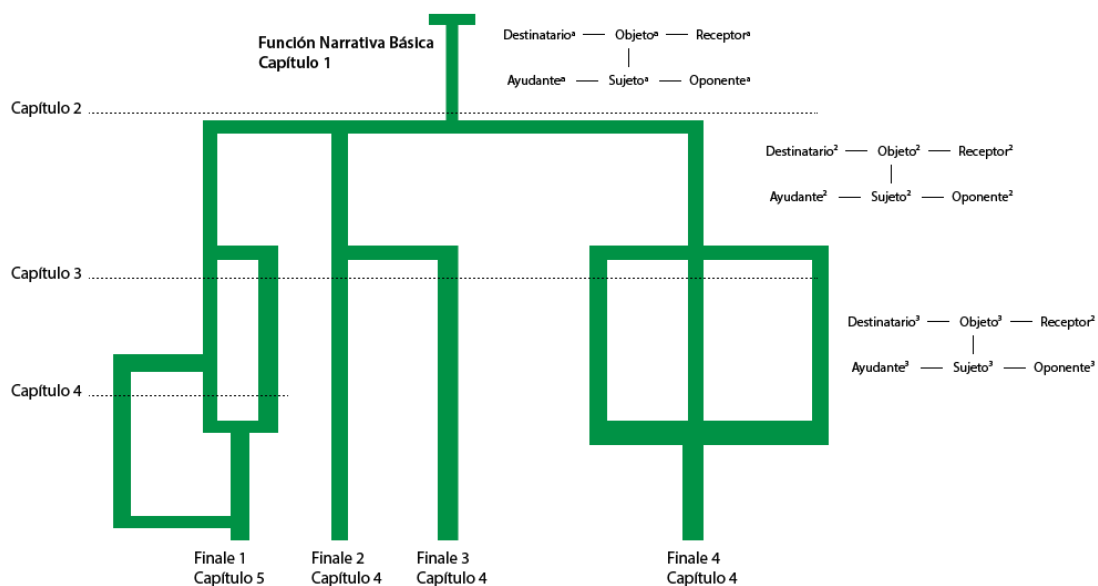 Función Narrativa Básica
Capítulo 1
Destinatarioª — Objetoª — Receptorª
Ayudanteª — Sujetoª — Oponenteª
Capítulo 2
Destinatario² — Objeto² — Receptor²
Ayudante² — Sujeto² — Oponente²
Capítulo 3
Destinatario³ — Objeto³ — Receptor²
Ayudante³ — Sujeto³ — Oponente³
Capítulo 4
Finale 1
Capítulo 5
Finale 2
Capítulo 4
Finale 3
Capítulo 4
Finale 4
Capítulo 4